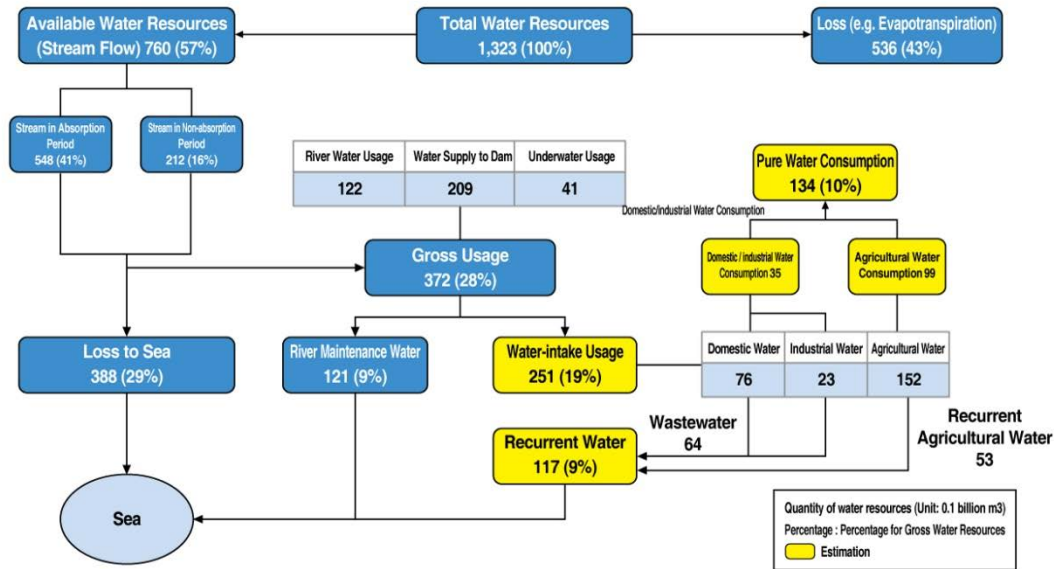 Available Water Resources
(Stream Flow) 760 (57%)
Total Water Resources
1,323 (100%)
Loss (e.g. Evapotranspiration)
536 (43%)
Stream in Absorption
Period
548 (41%)
Stream in Non-absorption
Period
212 (16%)
River Water Usage
Water Supply to Dam
Underwater Usage
122
209
41
Pure Water Consumption
134 (10%)
Domestic/industrial Water Consumption
Gross Usage
372 (28%)
Domestic / industrial Water
Consumption 35
Agricultural Water
Consumption 99
Loss to Sea
388 (29%)
River Maintenance Water
121 (9%)
Water-intake Usage
251 (19%)
Domestic Water
Industrial Water
Agricultural Water
76
23
152
Wastewater
64
Recurrent
Agricultural Water
53
Recurrent Water
117 (9%)
Sea
Quantity of water resources (Unit: 0.1 billion m3)
Percentage : Percentage for Gross Water Resources
Estimation